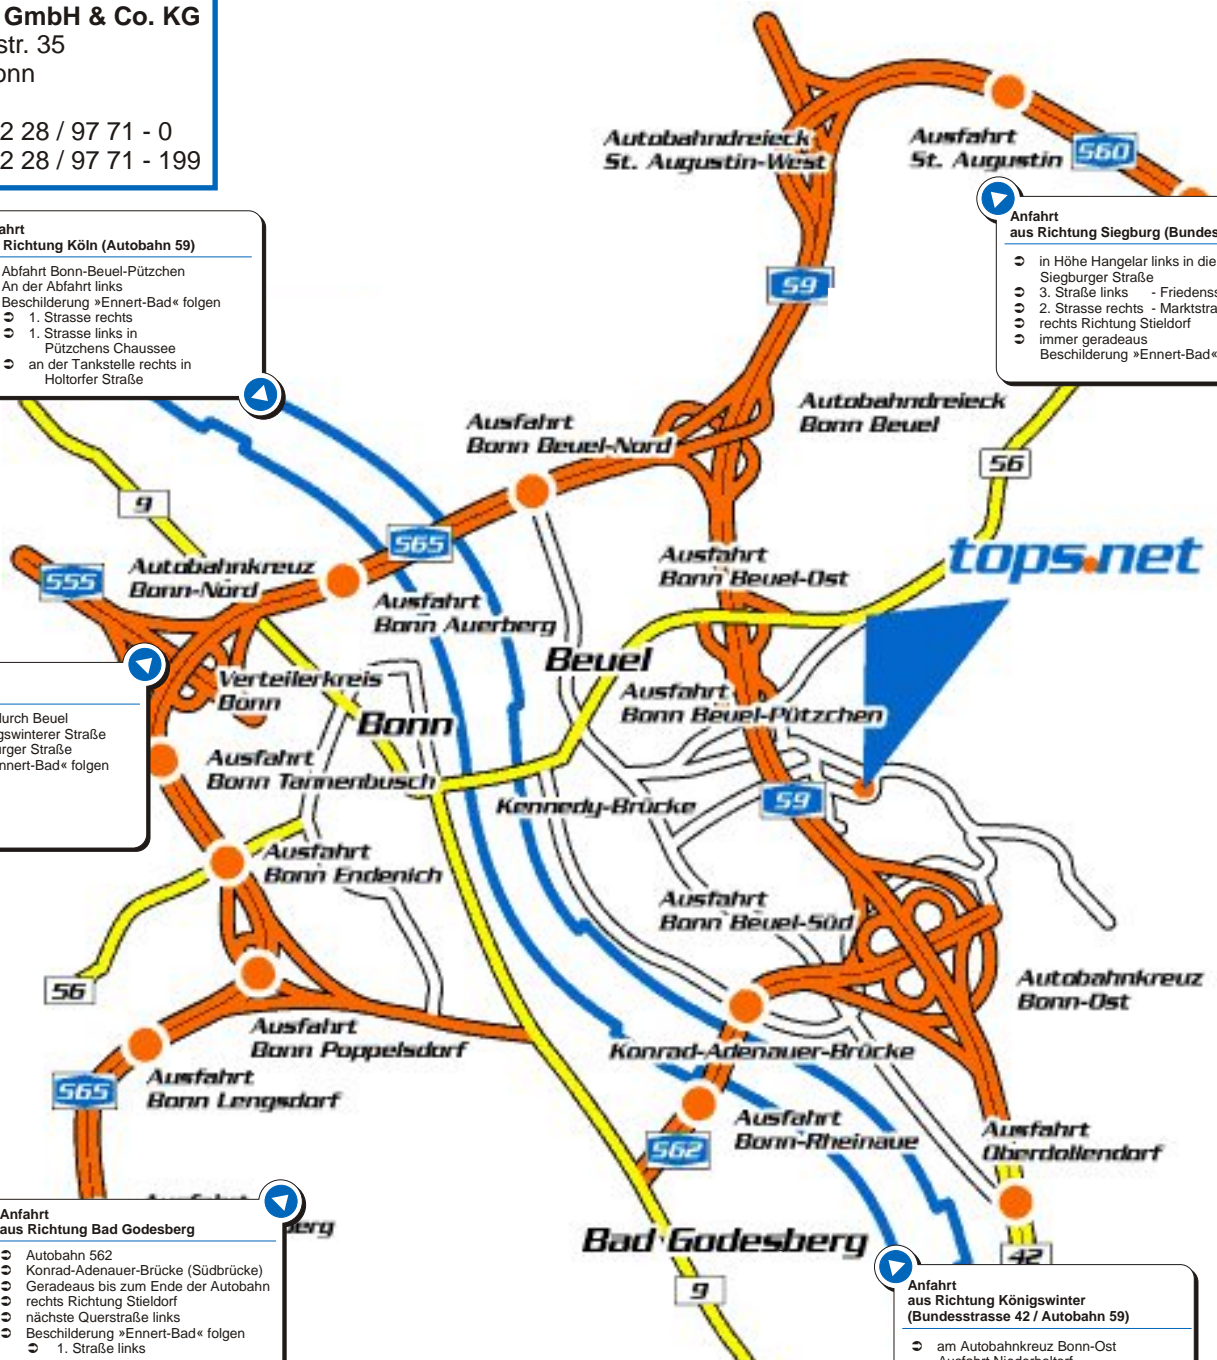 GmbH & Co. KG
str. 35
onn
2 28 / 97 71 - 0
2 28 / 97 71 - 199
Autobahndreieck
St. Augustin-West
Ausfahrt
St. Augustin
560
Anfahrt
aus Richtung Siegburg (Bundes
in Höhe Hangelar links in die
Siegburger Straße
3. Straße links - Friedenss
2. Strasse rechts - Marktstra
rechts Richtung Stieldorf
immer geradeaus
Beschilderung »Ennert-Bad«
ahrt
Richtung Köln (Autobahn 59)
Abfahrt Bonn-Beuel-Pützchen
An der Abfahrt links
Beschilderung »Ennert-Bad« folgen
1. Strasse rechts
1. Strasse links in
Pützchens Chaussee
an der Tankstelle rechts in
Holtorfer Straße
59
Autobahndreieck
Bonn Beuel
Ausfahrt
Bonn Beuel-Nord
56
9
565
tops.net
555
Autobahnkreuz
Bonn-Nord
Ausfahrt
Bonn Beuel-Ost
Ausfahrt
Bonn Auerberg
Beuel
Verteilerkreis
Bonn
Ausfahrt
Bonn Beuel-Pützchen
Bonn
durch Beuel
gswinterer Straße
urger Straße
nnert-Bad« folgen
Ausfahrt
Bonn Tannenbusch
Kennedy-Brücke
59
Ausfahrt
Bonn Endenich
Ausfahrt
Bonn Beuel-Süd
56
Autobahnkreuz
Bonn-Ost
Ausfahrt
Bonn Poppelsdorf
Konrad-Adenauer-Brücke
Ausfahrt
Bonn Lengsdorf
565
Ausfahrt
Bonn-Rheinaue
562
Ausfahrt
Oberdollendorf
erg
Bad Godesberg
42
9
Anfahrt
aus Richtung Bad Godesberg
Autobahn 562
Konrad-Adenauer-Brücke (Südbrücke)
Geradeaus bis zum Ende der Autobahn
rechts Richtung Stieldorf
nächste Querstraße links
Beschilderung »Ennert-Bad« folgen
1. Straße links
Anfahrt
aus Richtung Königswinter
(Bundesstrasse 42 / Autobahn 59)
am Autobahnkreuz Bonn-Ost
Ausfahrt Niederholtorf